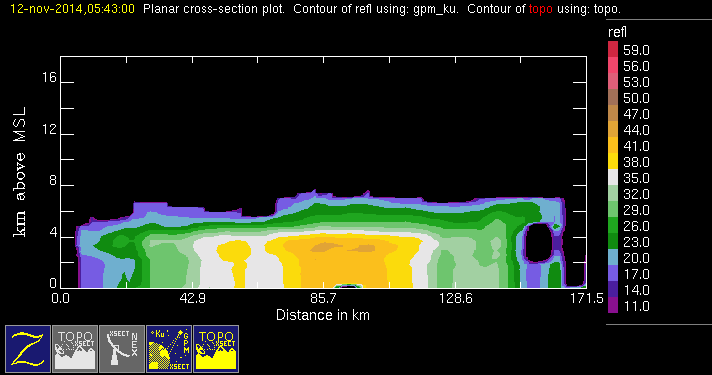 12-nov-2014,05:43:00 Planar cross-section plot. Contour of refl using: gpm_ku. Contour of topo using: topo.
refl
59.0
56.0
53.0
50.0
47.0
44.0
41.0
38.0
35.0
32.0
29.0
26.0
23.0
20.0
17.0
14.0
11.0
km above MSL
16
12
8
4
0
0.0 42.9 85.7 128.6 171.5
Distance in km
Z
TOPO XSECT
XSECT
Ku GPM XSECT
TOPO XSECT